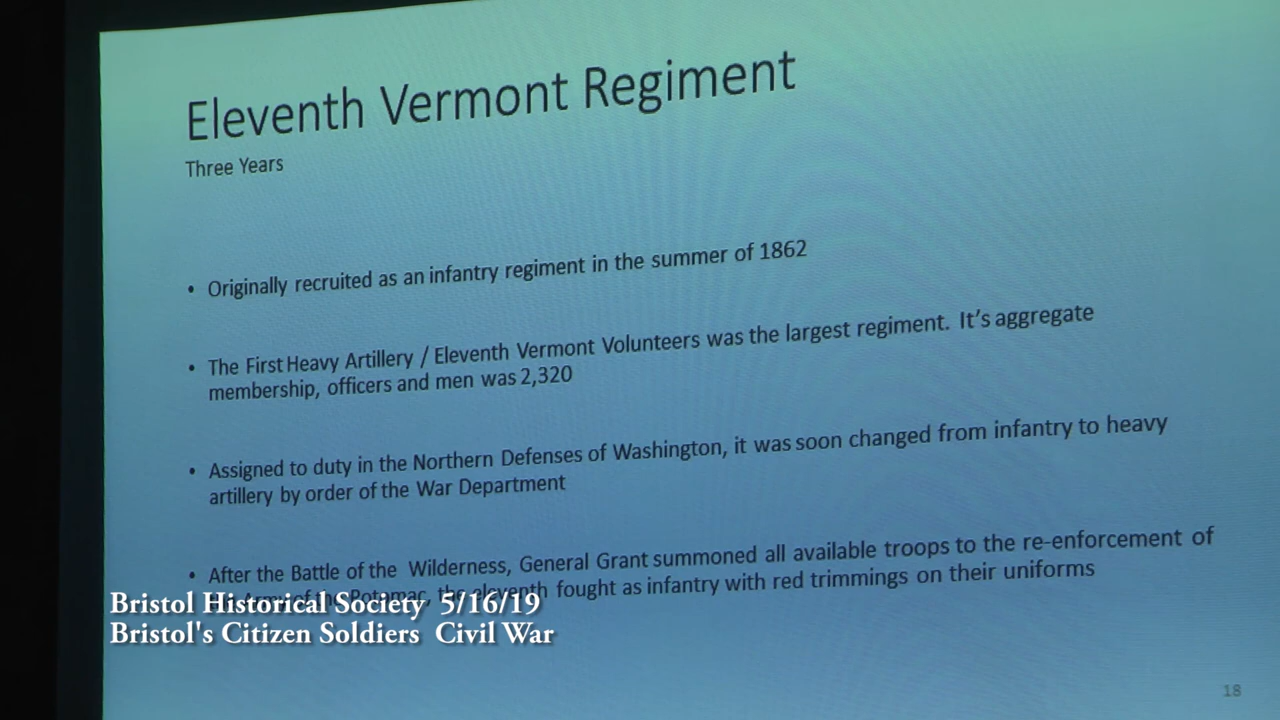 Eleventh Vermont Regiment
Three Years
• Originally recruited as an infantry regiment in the summer of 1862
• The First Heavy Artillery / Eleventh Vermont Volunteers was the largest regiment. It's aggregate
membership, officers and men was 2,320
• Assigned to duty in the Northern Defenses of Washington, it was soon changed from infantry to heavy
artillery by order of the War Department
• After the Battle of the Wilderness, General Grant summoned all available troops to the re-enforcement of
Army of the Potomac, the eleventh fought as infantry with red trimmings on their uniforms
Bristol Historical Society 5/16/19
Bristol's Citizen Soldiers Civil War
18